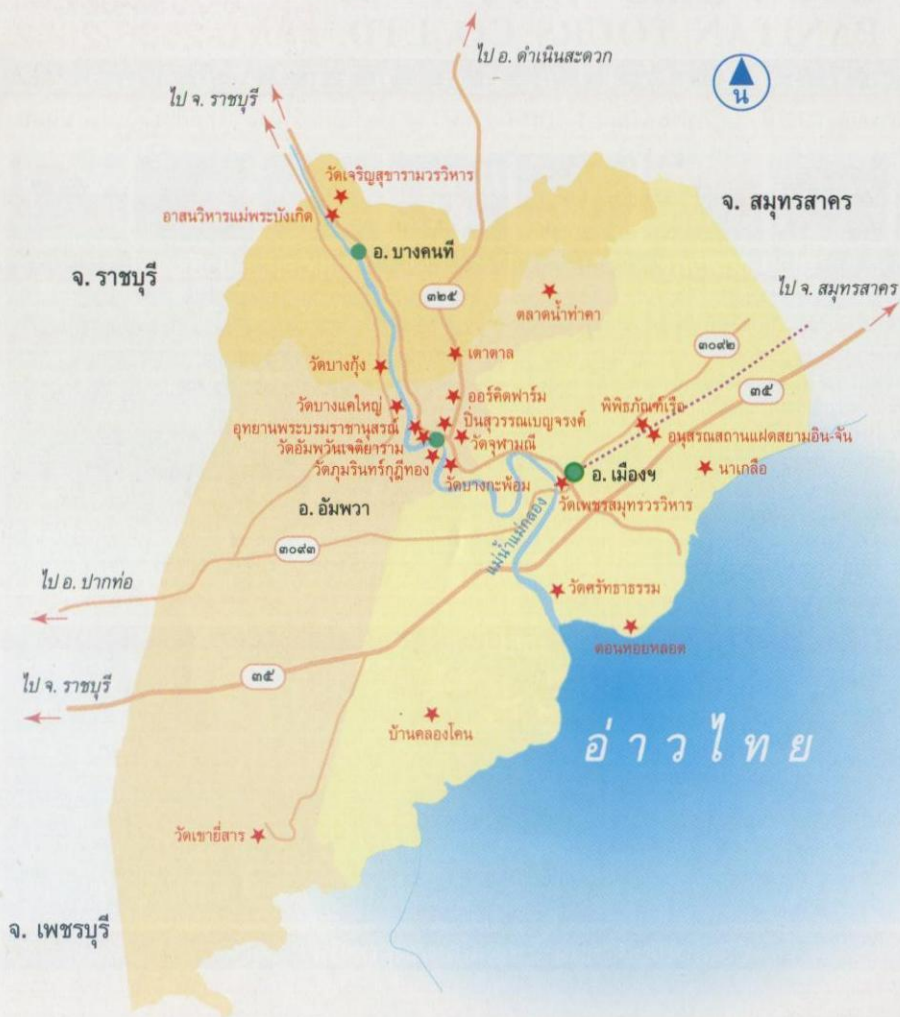 ไป อ. ดำเนินสะดวก
น
ไป จ. ราชบุรี
วัดเจริญสุขารามวรวิหาร
อาสนวิหารแม่พระบังเกิด
จ. สมุทรสาคร
อ. บางคนที
จ. ราชบุรี
ไป จ. สมุทรสาคร
๓๒๕
ตลาดน้ำท่าคา
๓๐๙๒
เตาตาล
วัดบางกุ้ง
๓๕
ออร์คิดฟาร์ม
วัดบางแคใหญ่
พิพิธภัณฑ์เรือ
ปิ่นสุวรรณเบญจรงค์
อุทยานพระบรมราชานุสรณ์
อนุสรณสถานแฝดสยามอิน-จัน
วัดจุฬามณี
วัดอัมพวันเจติยาราม
วัดภุมรินทร์กุฎีทอง
นาเกลือ
อ. เมืองฯ
วัดบางกะพ้อม
วัดเพชรสมุทรวรวิหาร
อ. อัมพวา
แม่น้ำแม่กลอง
๓๐๙๓
ไป อ. ปากท่อ
วัดศรัทธาธรรม
ดอนหอยหลอด
๓๕
ไป จ. ราชบุรี
บ้านคลองโคน
อ่าวไทย
วัดเขายี่สาร
จ. เพชรบุรี